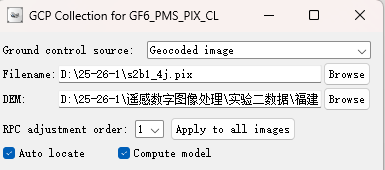 GCP Collection for GF6_PMS_PIX_CL
Ground control source: Geocoded image
Filename: D:\25-26-1\s2b1_4j.pix Browse
DEM: D:\25-26-1\遥感数字图像处理\实验二数据\福建 Browse
RPC adjustment order: 1 Apply to all images
Auto locate Compute model